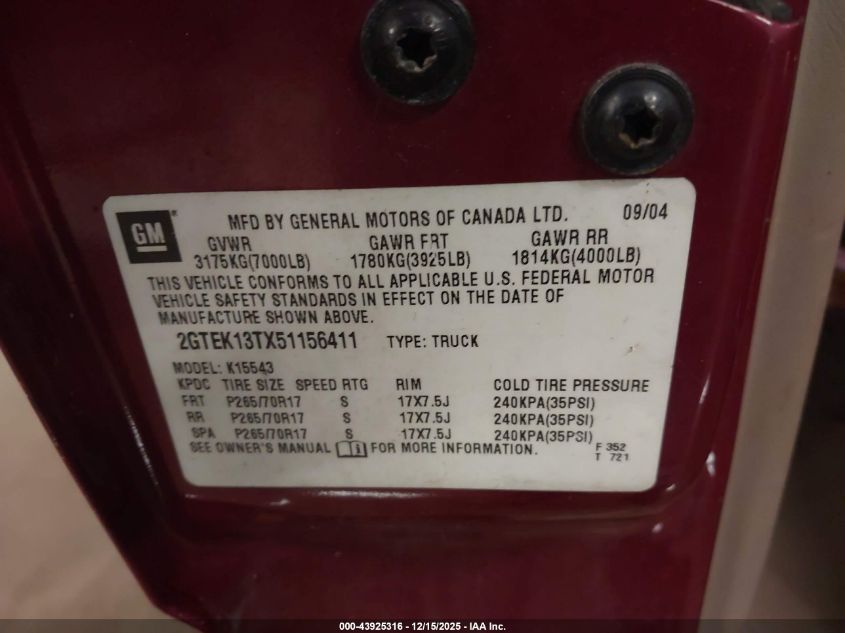 GM®
MFD BY GENERAL MOTORS OF CANADA LTD. 09/04
GVWR GAWR FRT GAWR RR
3175KG(7000LB) 1780KG(3925LB) 1814KG(4000LB)
THIS VEHICLE CONFORMS TO ALL APPLICABLE U.S. FEDERAL MOTOR
VEHICLE SAFETY STANDARDS IN EFFECT ON THE DATE OF
MANUFACTURE SHOWN ABOVE.
2GTEK13TX51156411 TYPE: TRUCK
MODEL: K15543
KPDC TIRE SIZE SPEED RTG RIM COLD TIRE PRESSURE
FRT P265/70R17 S 17X7.5J 240KPA(35PSI)
RR P265/70R17 S 17X7.5J 240KPA(35PSI)
SPA P265/70R17 S 17X7.5J 240KPA(35PSI)
SEE OWNER'S MANUAL FOR MORE INFORMATION.
F 352
T 721
000-43925316 - 12/15/2025 - IAA Inc.